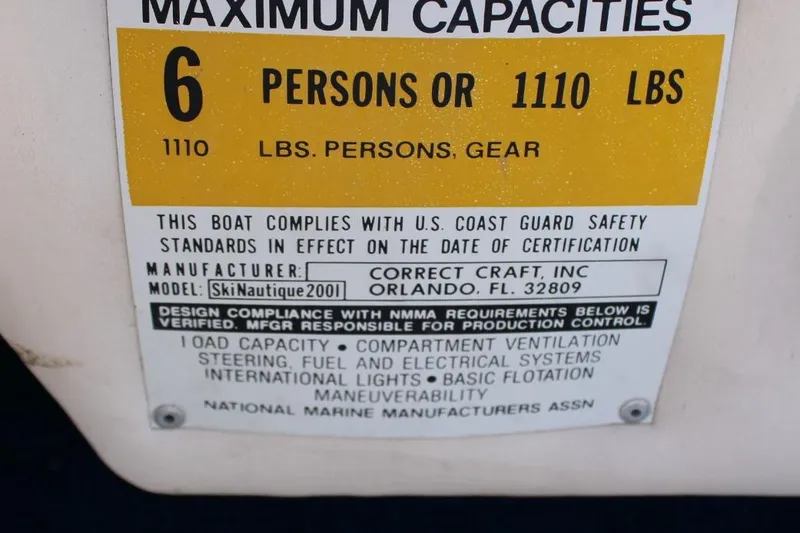 MAXIMUM CAPACITIES
6 PERSONS OR 1110 LBS
1110 LBS. PERSONS, GEAR
THIS BOAT COMPLIES WITH U.S. COAST GUARD SAFETY
STANDARDS IN EFFECT ON THE DATE OF CERTIFICATION
MANUFACTURER: CORRECT CRAFT, INC
MODEL: SkiNautique2001 ORLANDO, FL. 32809
DESIGN COMPLIANCE WITH NMMA REQUIREMENTS BELOW IS
VERIFIED. MFGR RESPONSIBLE FOR PRODUCTION CONTROL.
LOAD CAPACITY • COMPARTMENT VENTILATION
STEERING, FUEL AND ELECTRICAL SYSTEMS
INTERNATIONAL LIGHTS • BASIC FLOTATION
MANEUVERABILITY
NATIONAL MARINE MANUFACTURERS ASSN